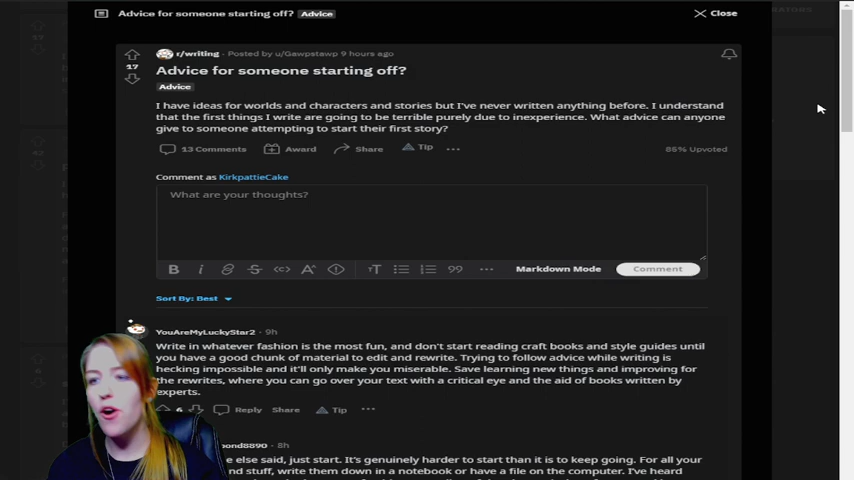 Advice for someone starting off? Advice
Close
r/writing · Posted by u/Gawpstawp 9 hours ago
17
Advice for someone starting off?
Advice
I have ideas for worlds and characters and stories but I've never written anything before. I understand
that the first things I write are going to be terrible purely due to inexperience. What advice can anyone
give to someone attempting to start their first story?
13 Comments Award Share Tip ...
86% Upvoted
Comment as KirkpattieCake
What are your thoughts?
B i S <c> A T 99 ...
Markdown Mode Comment
Sort By: Best
YouAreMyLuckyStar2 · 9h
Write in whatever fashion is the most fun, and don't start reading craft books and style guides until
you have a good chunk of material to edit and rewrite. Trying to follow advice while writing is
hecking impossible and it'll only make you miserable. Save learning new things and improving for
the rewrites, where you can go over your text with a critical eye and the aid of books written by
experts.
6 Reply Share Tip ...
mond8890 · 8h
e else said, just start. It's genuinely harder to start than it is to keep going. For all your
nd stuff, write them down in a notebook or have a file on the computer. I've heard